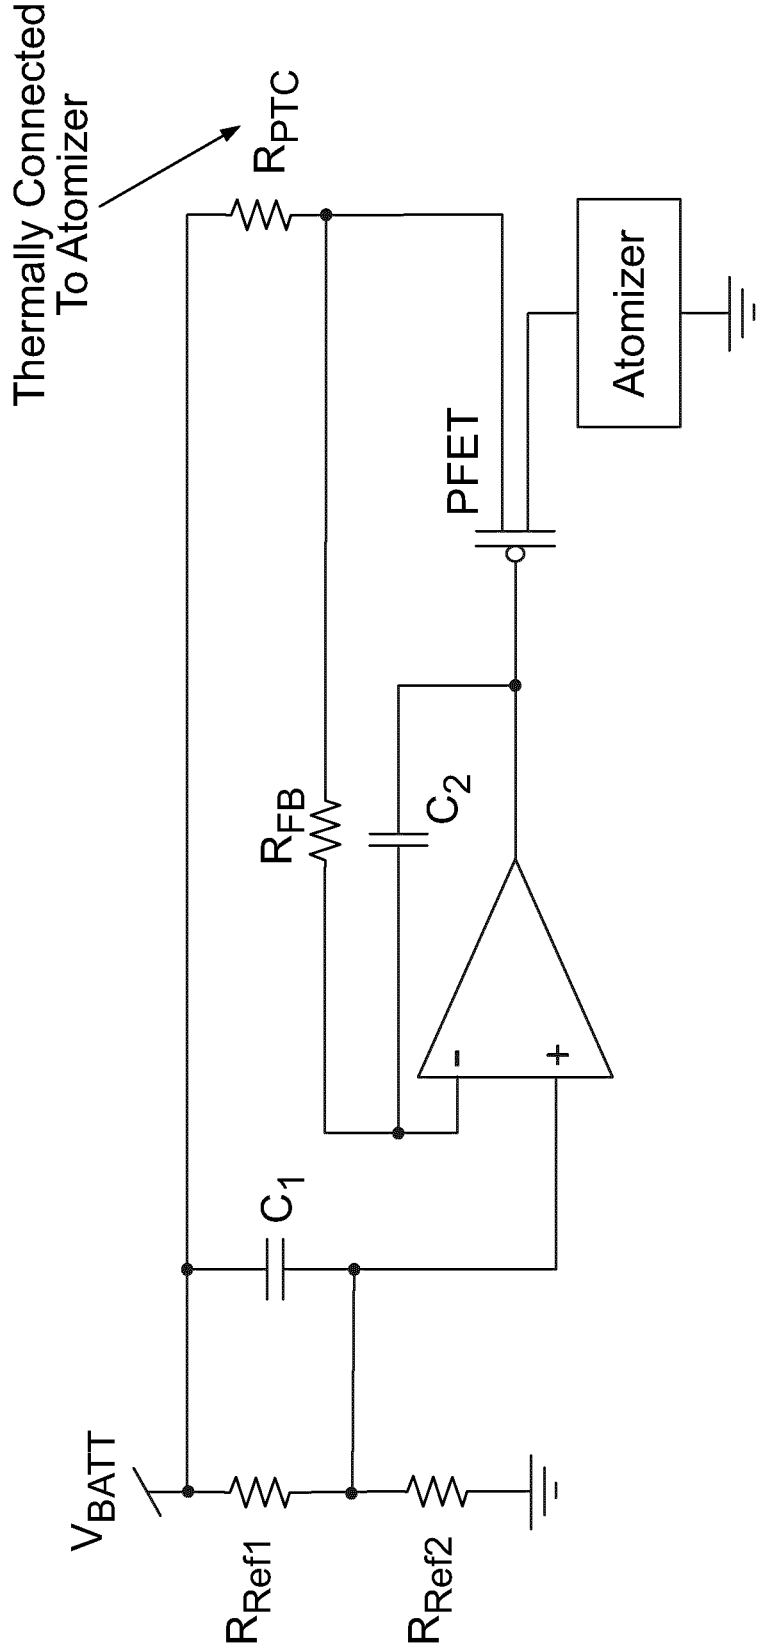 Thermally Connected
To Atomizer
R_PTC
V_BATT
R_Ref1
R_Ref2
C_1
R_FB
C_2
-
+
PFET
Atomizer